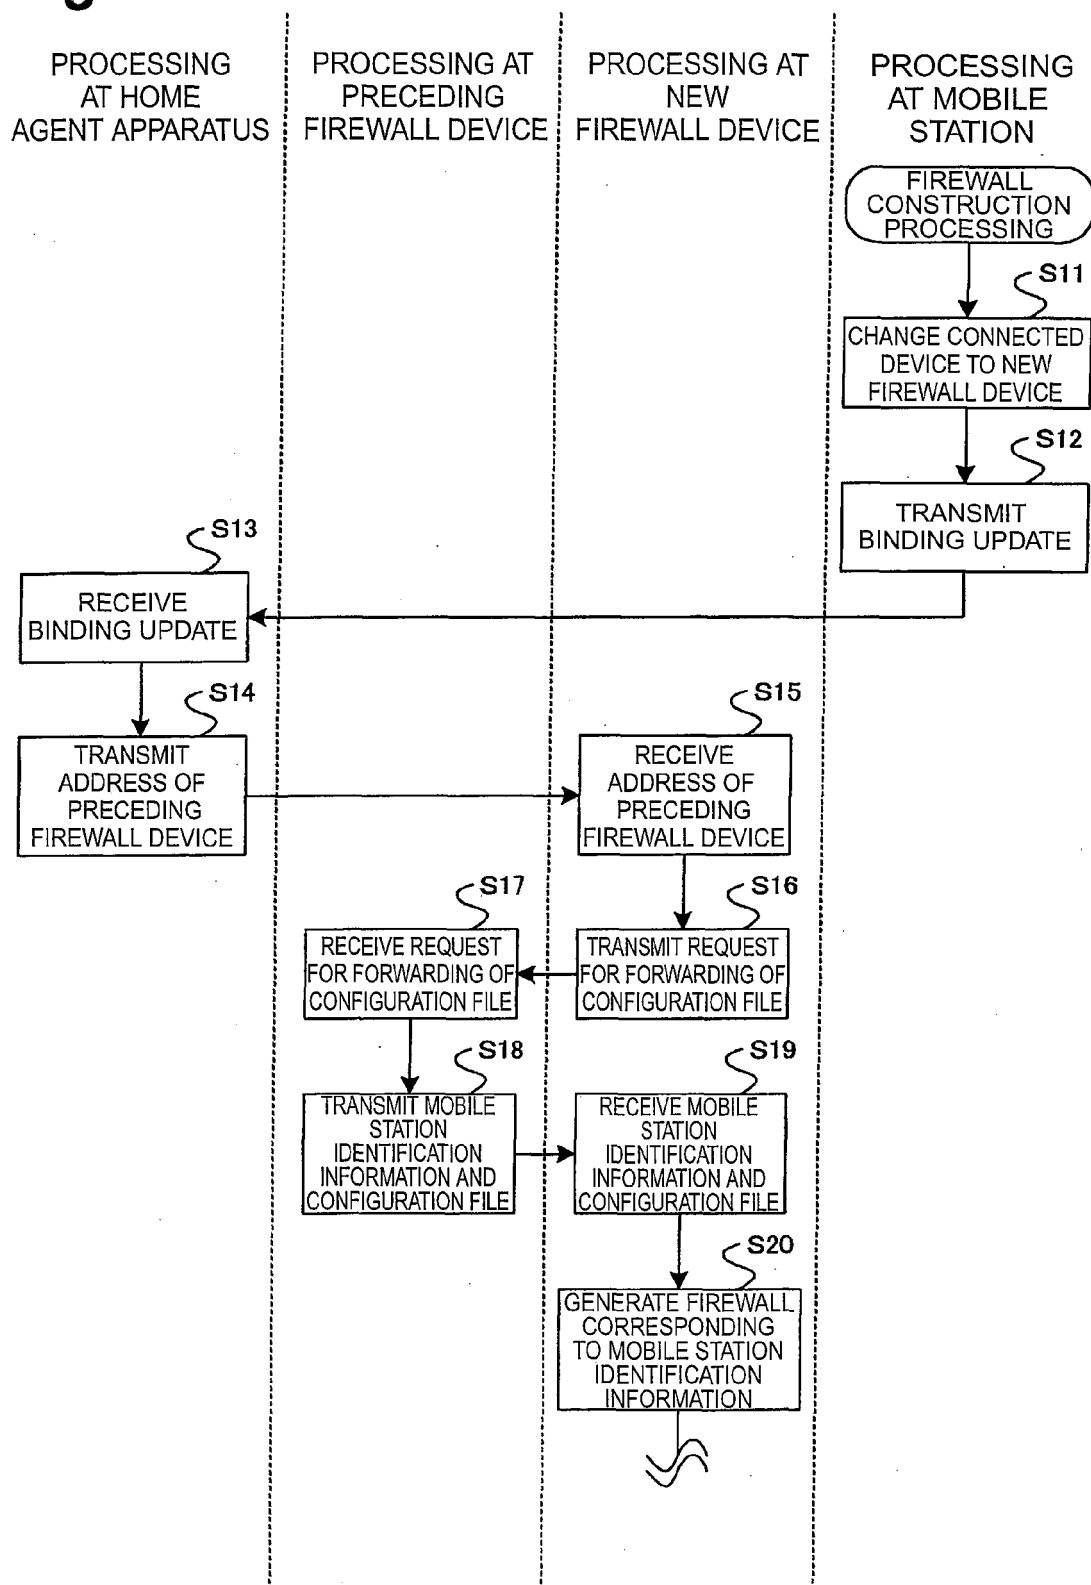 PROCESSING
AT HOME
AGENT APPARATUS
PROCESSING AT
PRECEDING
FIREWALL DEVICE
PROCESSING AT
NEW
FIREWALL DEVICE
PROCESSING
AT MOBILE
STATION
FIREWALL
CONSTRUCTION
PROCESSING
S11
CHANGE CONNECTED
DEVICE TO NEW
FIREWALL DEVICE
S12
TRANSMIT
BINDING UPDATE
S13
RECEIVE
BINDING UPDATE
S14
TRANSMIT
ADDRESS OF
PRECEDING
FIREWALL DEVICE
S15
RECEIVE
ADDRESS OF
PRECEDING
FIREWALL DEVICE
S16
TRANSMIT REQUEST
FOR FORWARDING OF
CONFIGURATION FILE
S17
RECEIVE REQUEST
FOR FORWARDING OF
CONFIGURATION FILE
S18
TRANSMIT MOBILE
STATION
IDENTIFICATION
INFORMATION AND
CONFIGURATION FILE
S19
RECEIVE MOBILE
STATION
IDENTIFICATION
INFORMATION AND
CONFIGURATION FILE
S20
GENERATE FIREWALL
CORRESPONDING
TO MOBILE STATION
IDENTIFICATION
INFORMATION